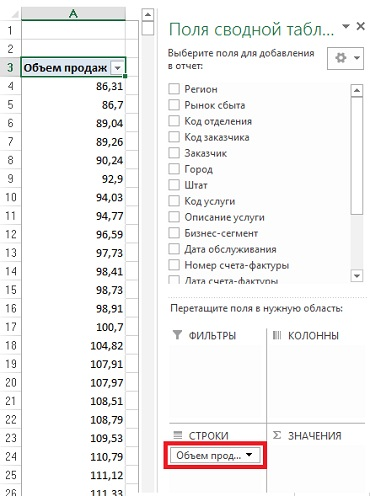 A
1
2
3 Объем продаж
4 86,31
5 86,7
6 89,04
7 89,26
8 90,24
9 92,9
10 94,03
11 94,77
12 96,59
13 97,73
14 98,41
15 98,73
16 98,91
17 100,7
18 104,82
19 107,91
20 107,97
21 108,51
22 108,79
23 109,53
24 110,79
25 111,12
26 111,33
Поля сводной табл...
Выберите поля для добавления
в отчет:
Регион
Рынок сбыта
Код отделения
Код заказчика
Заказчик
Город
Штат
Код услуги
Описание услуги
Бизнес-сегмент
Дата обслуживания
Номер счета-фактуры
Дата счета-фактуры
Перетащите поля в нужную область:
ФИЛЬТРЫ
КОЛОННЫ
СТРОКИ
Σ ЗНАЧЕНИЯ
Объем прод...